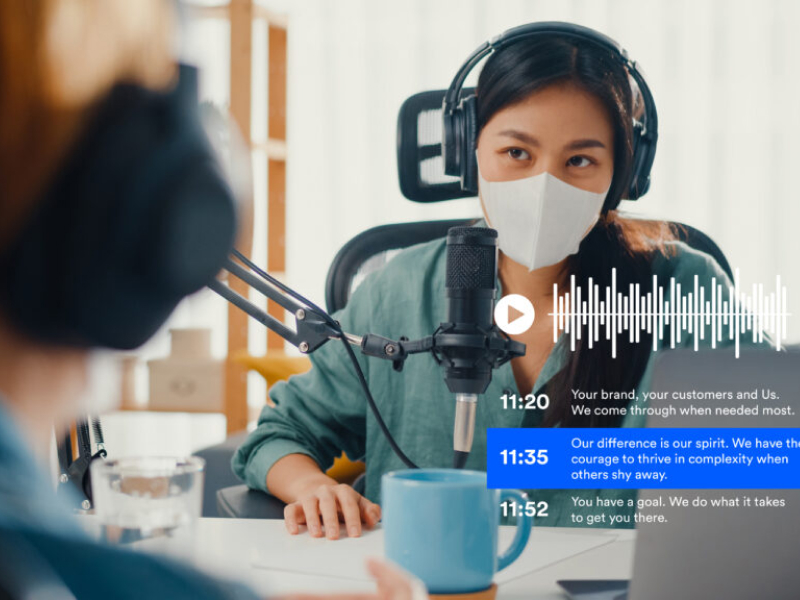 11:20
Your brand, your customers and Us.
We come through when needed most.
11:35
Our difference is our spirit. We have the
courage to thrive in complexity when
others shy away.
11:52
You have a goal. We do what it takes
to get you there.